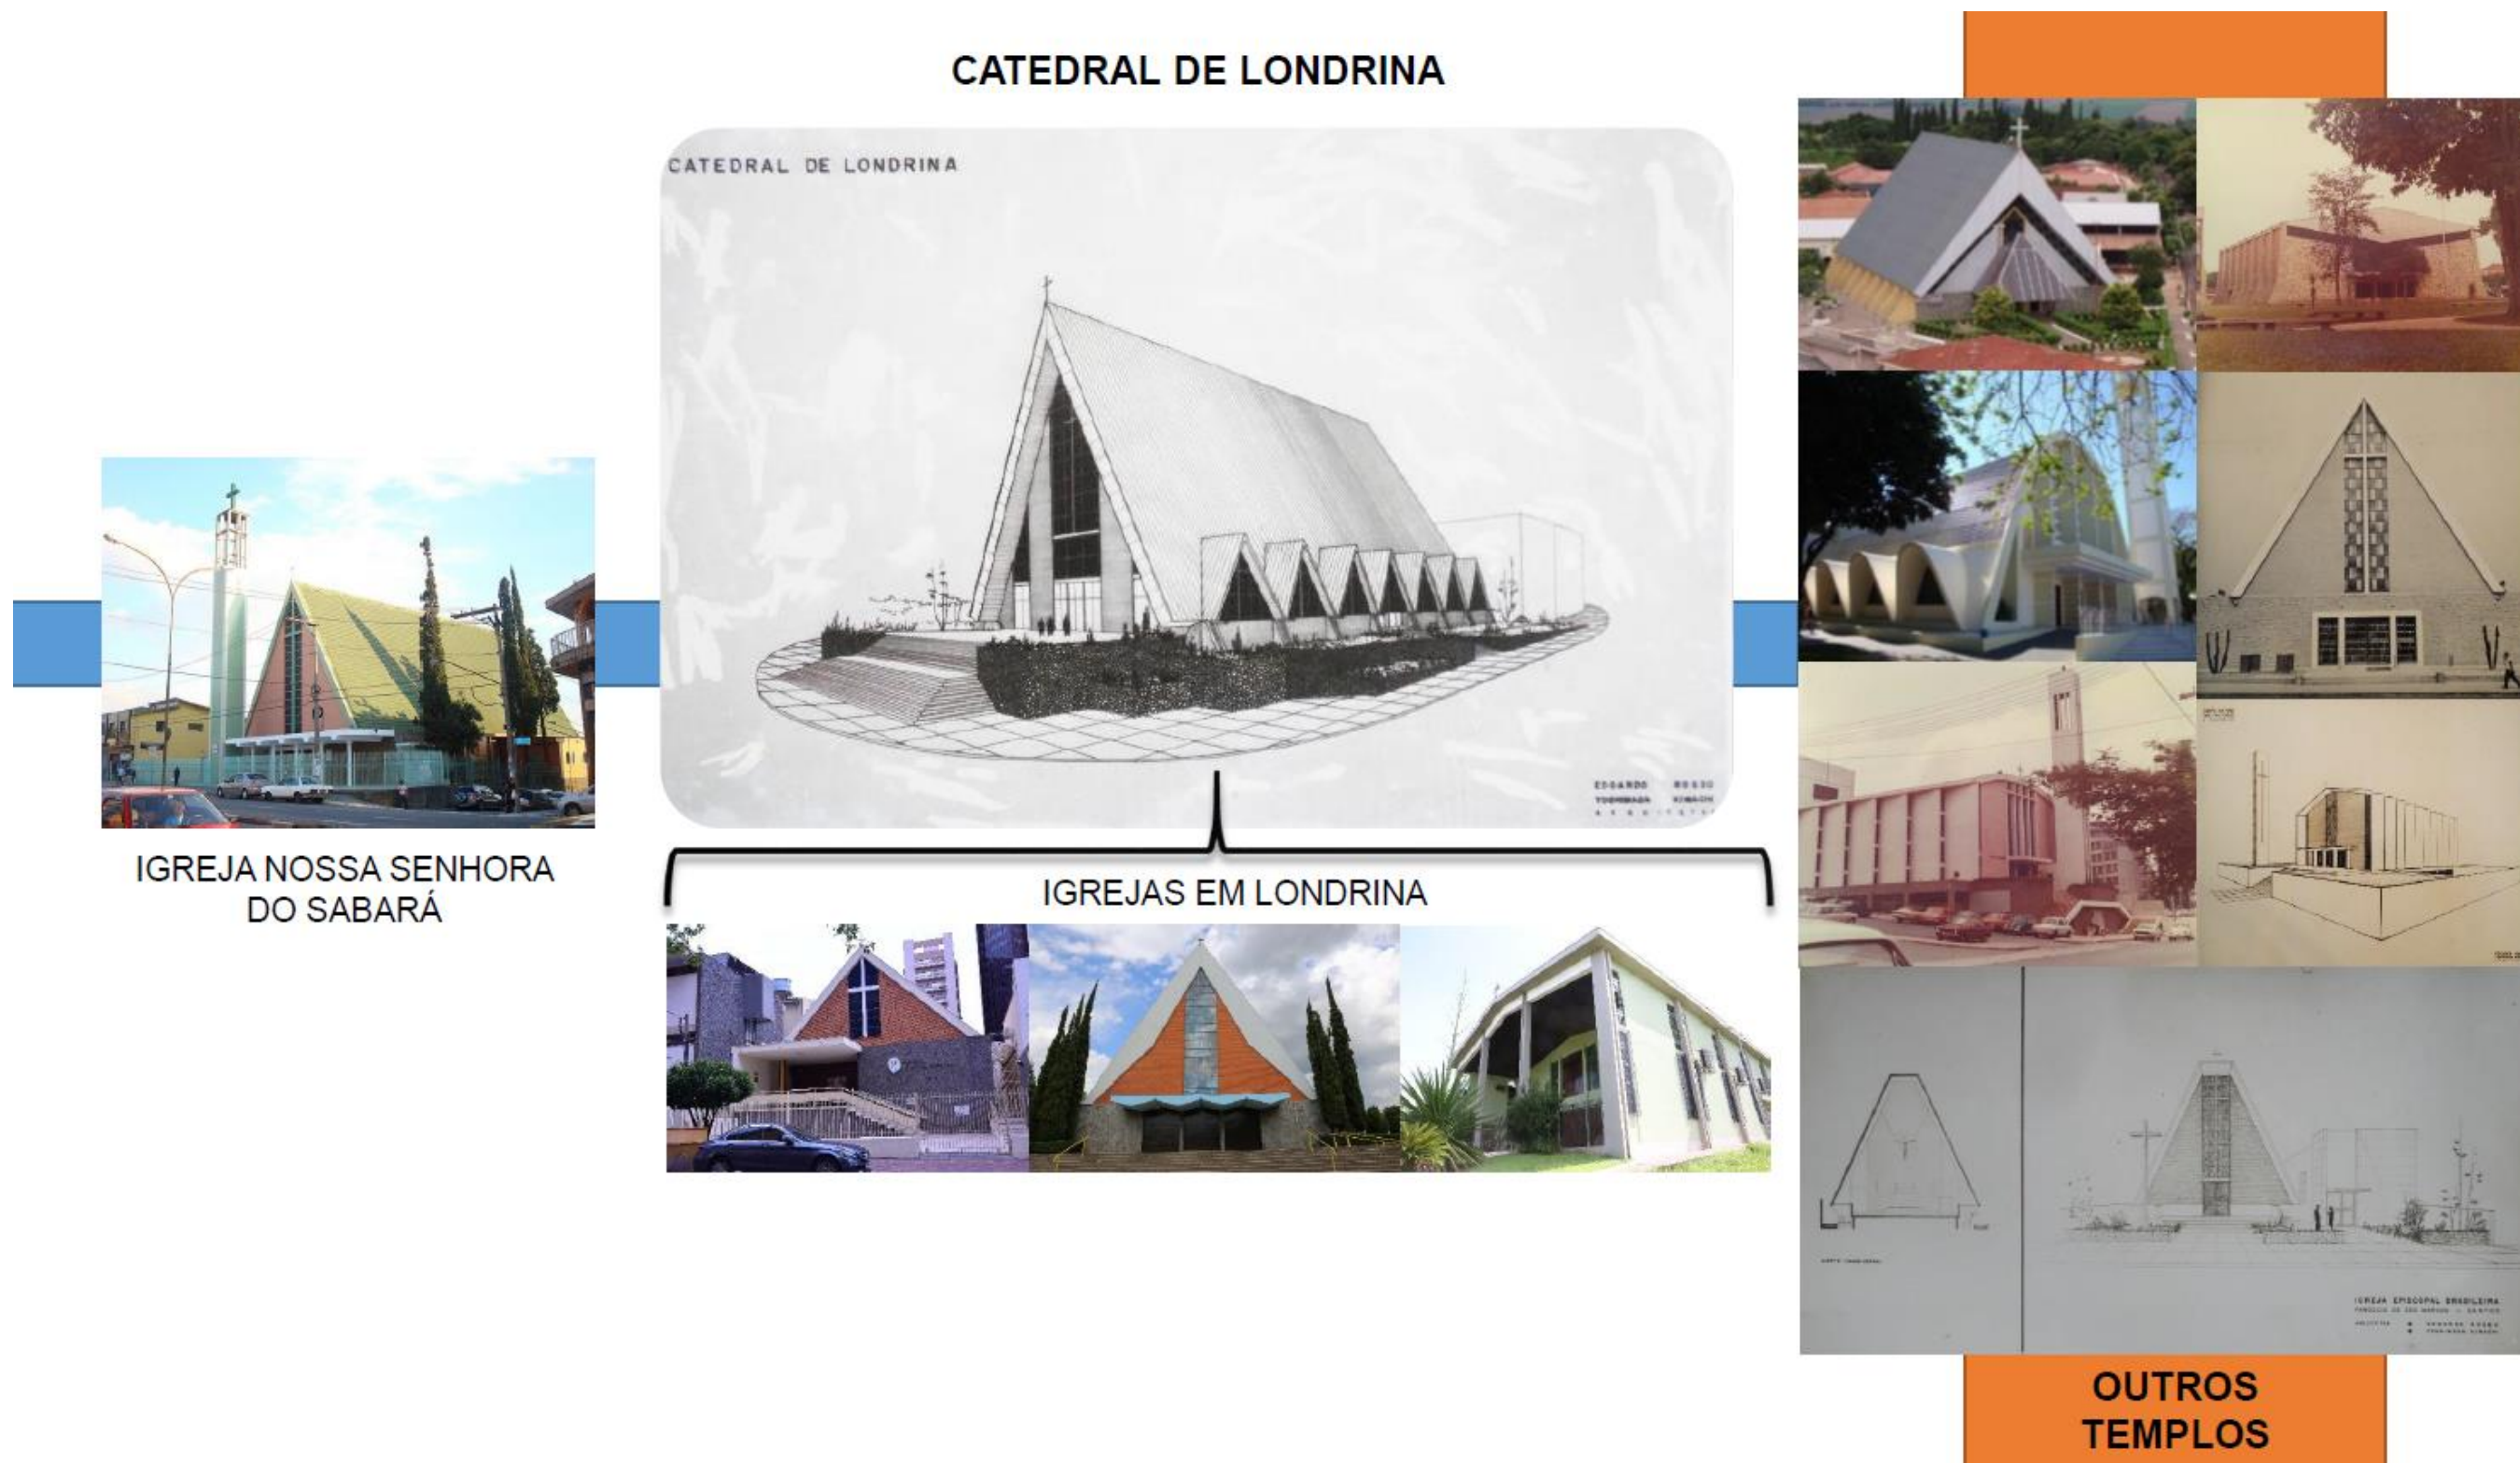 CATEDRAL DE LONDRINA
CATEDRAL DE LONDRINA
IGREJA NOSSA SENHORA
DO SABARÁ
IGREJAS EM LONDRINA
IGREJA EPISCOPAL BRASILEIRA
OUTROS
TEMPLOS